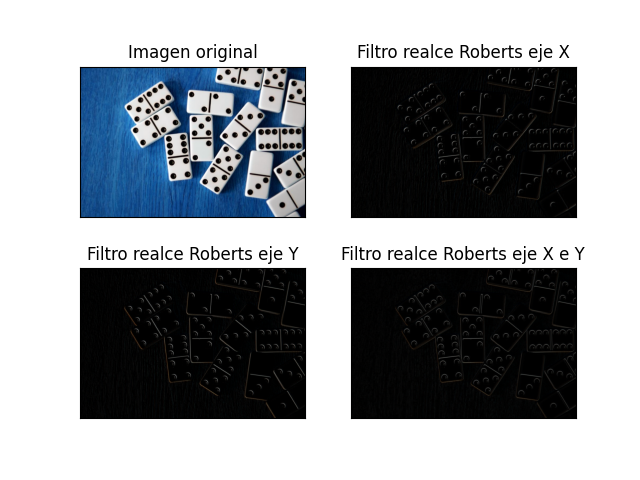 Imagen original
Filtro realce Roberts eje X
Filtro realce Roberts eje Y
Filtro realce Roberts eje X e Y